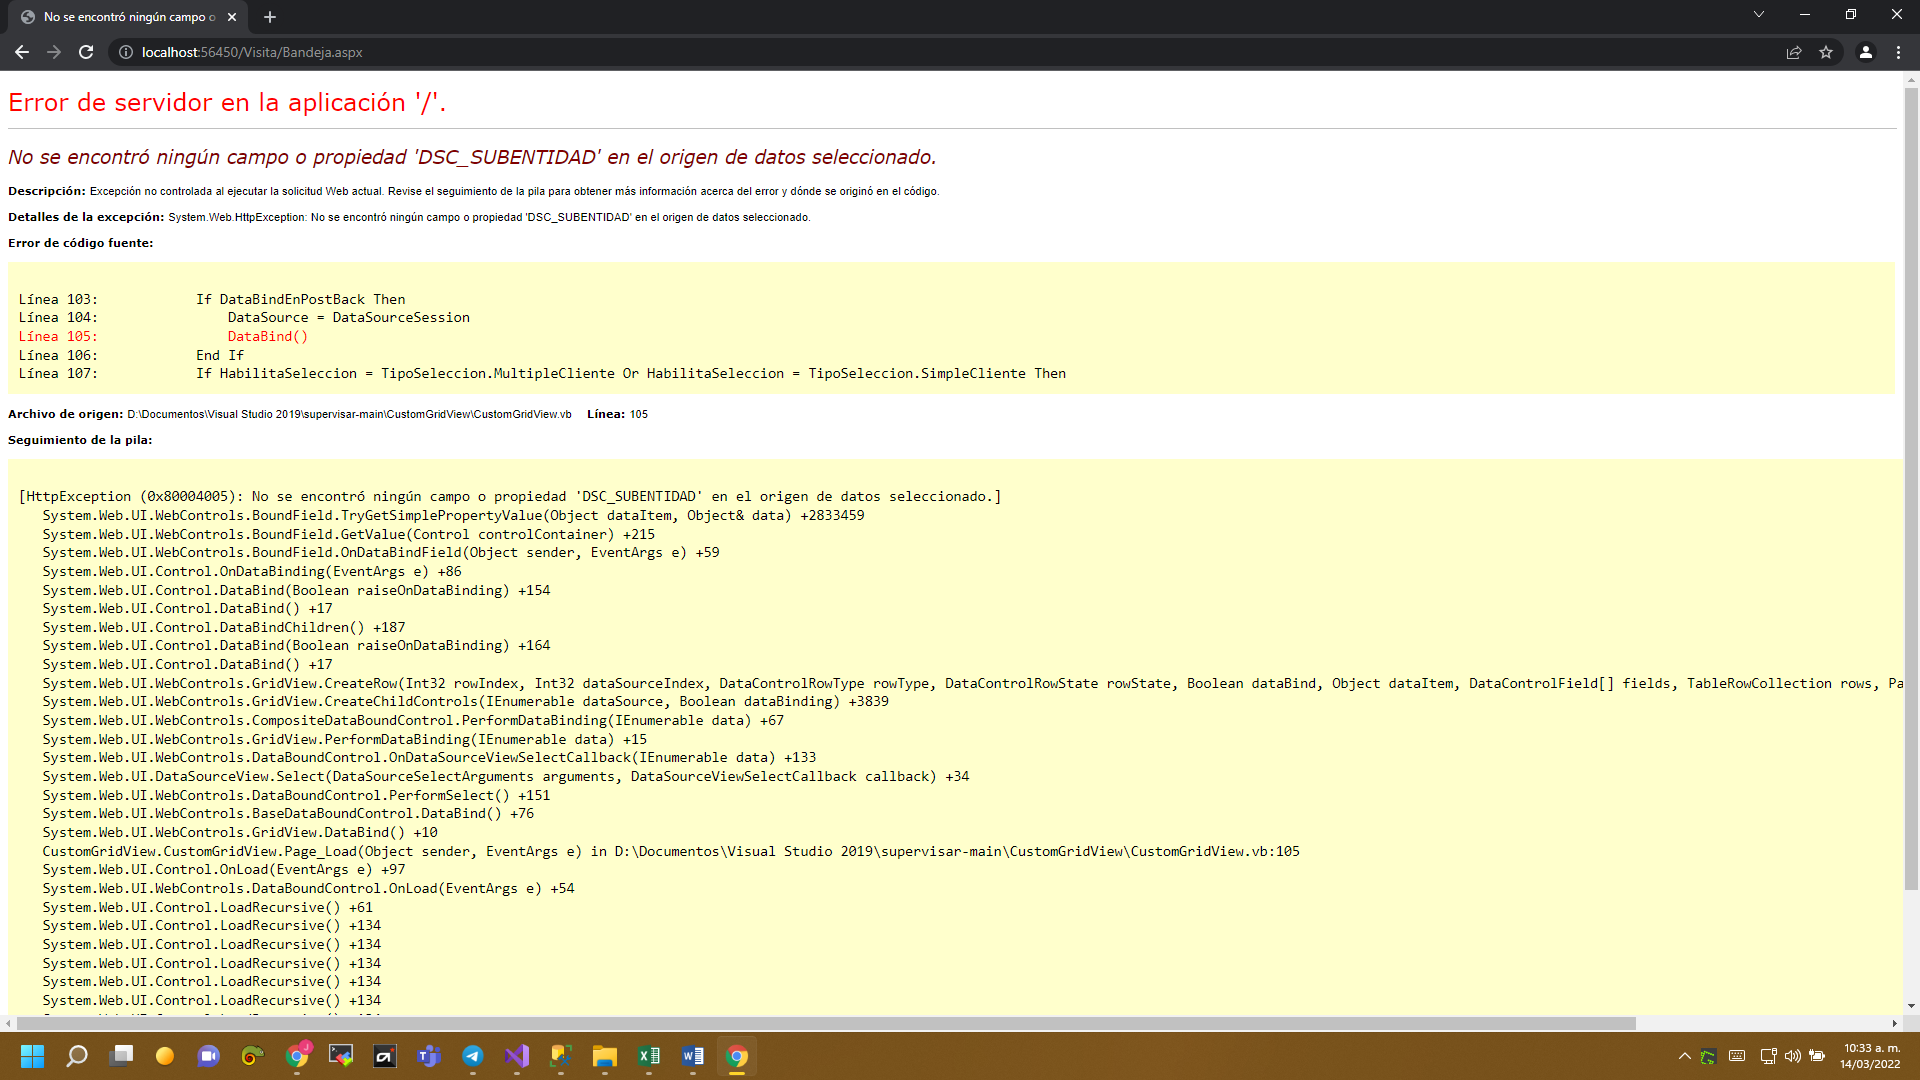 No se encontró ningún campo o
localhost:56450/Visita/Bandeja.aspx
Error de servidor en la aplicación '/'.
No se encontró ningún campo o propiedad 'DSC_SUBENTIDAD' en el origen de datos seleccionado.
Descripción: Excepción no controlada al ejecutar la solicitud Web actual. Revise el seguimiento de la pila para obtener más información acerca del error y dónde se originó en el código.
Detalles de la excepción: System.Web.HttpException: No se encontró ningún campo o propiedad 'DSC_SUBENTIDAD' en el origen de datos seleccionado.
Error de código fuente:
Línea 103:            If DataBindEnPostBack Then
Línea 104:                DataSource = DataSourceSession
Línea 105:                DataBind()
Línea 106:            End If
Línea 107:            If HabilitaSeleccion = TipoSeleccion.MultipleCliente Or HabilitaSeleccion = TipoSeleccion.SimpleCliente Then
Archivo de origen: D:\Documentos\Visual Studio 2019\supervisar-main\CustomGridView\CustomGridView.vb    Línea: 105
Seguimiento de la pila:
[HttpException (0x80004005): No se encontró ningún campo o propiedad 'DSC_SUBENTIDAD' en el origen de datos seleccionado.]
   System.Web.UI.WebControls.BoundField.TryGetSimplePropertyValue(Object dataItem, Object& data) +2833459
   System.Web.UI.WebControls.BoundField.GetValue(Control controlContainer) +215
   System.Web.UI.WebControls.BoundField.OnDataBindField(Object sender, EventArgs e) +59
   System.Web.UI.Control.OnDataBinding(EventArgs e) +86
   System.Web.UI.Control.DataBind(Boolean raiseOnDataBinding) +154
   System.Web.UI.Control.DataBind() +17
   System.Web.UI.Control.DataBindChildren() +187
   System.Web.UI.Control.DataBind(Boolean raiseOnDataBinding) +164
   System.Web.UI.Control.DataBind() +17
   System.Web.UI.WebControls.GridView.CreateRow(Int32 rowIndex, Int32 dataSourceIndex, DataControlRowType rowType, DataControlRowState rowState, Boolean dataBind, Object dataItem, DataControlField[] fields, TableRowCollection rows, Pa
   System.Web.UI.WebControls.GridView.CreateChildControls(IEnumerable dataSource, Boolean dataBinding) +3839
   System.Web.UI.WebControls.CompositeDataBoundControl.PerformDataBinding(IEnumerable data) +67
   System.Web.UI.WebControls.GridView.PerformDataBinding(IEnumerable data) +15
   System.Web.UI.WebControls.DataBoundControl.OnDataSourceViewSelectCallback(IEnumerable data) +133
   System.Web.UI.DataSourceView.Select(DataSourceSelectArguments arguments, DataSourceViewSelectCallback callback) +34
   System.Web.UI.WebControls.DataBoundControl.PerformSelect() +151
   System.Web.UI.WebControls.BaseDataBoundControl.DataBind() +76
   System.Web.UI.WebControls.GridView.DataBind() +10
   CustomGridView.CustomGridView.Page_Load(Object sender, EventArgs e) in D:\Documentos\Visual Studio 2019\supervisar-main\CustomGridView\CustomGridView.vb:105
   System.Web.UI.Control.OnLoad(EventArgs e) +97
   System.Web.UI.WebControls.DataBoundControl.OnLoad(EventArgs e) +54
   System.Web.UI.Control.LoadRecursive() +61
   System.Web.UI.Control.LoadRecursive() +134
   System.Web.UI.Control.LoadRecursive() +134
   System.Web.UI.Control.LoadRecursive() +134
   System.Web.UI.Control.LoadRecursive() +134
   System.Web.UI.Control.LoadRecursive() +134
10:33 a. m.
14/03/2022